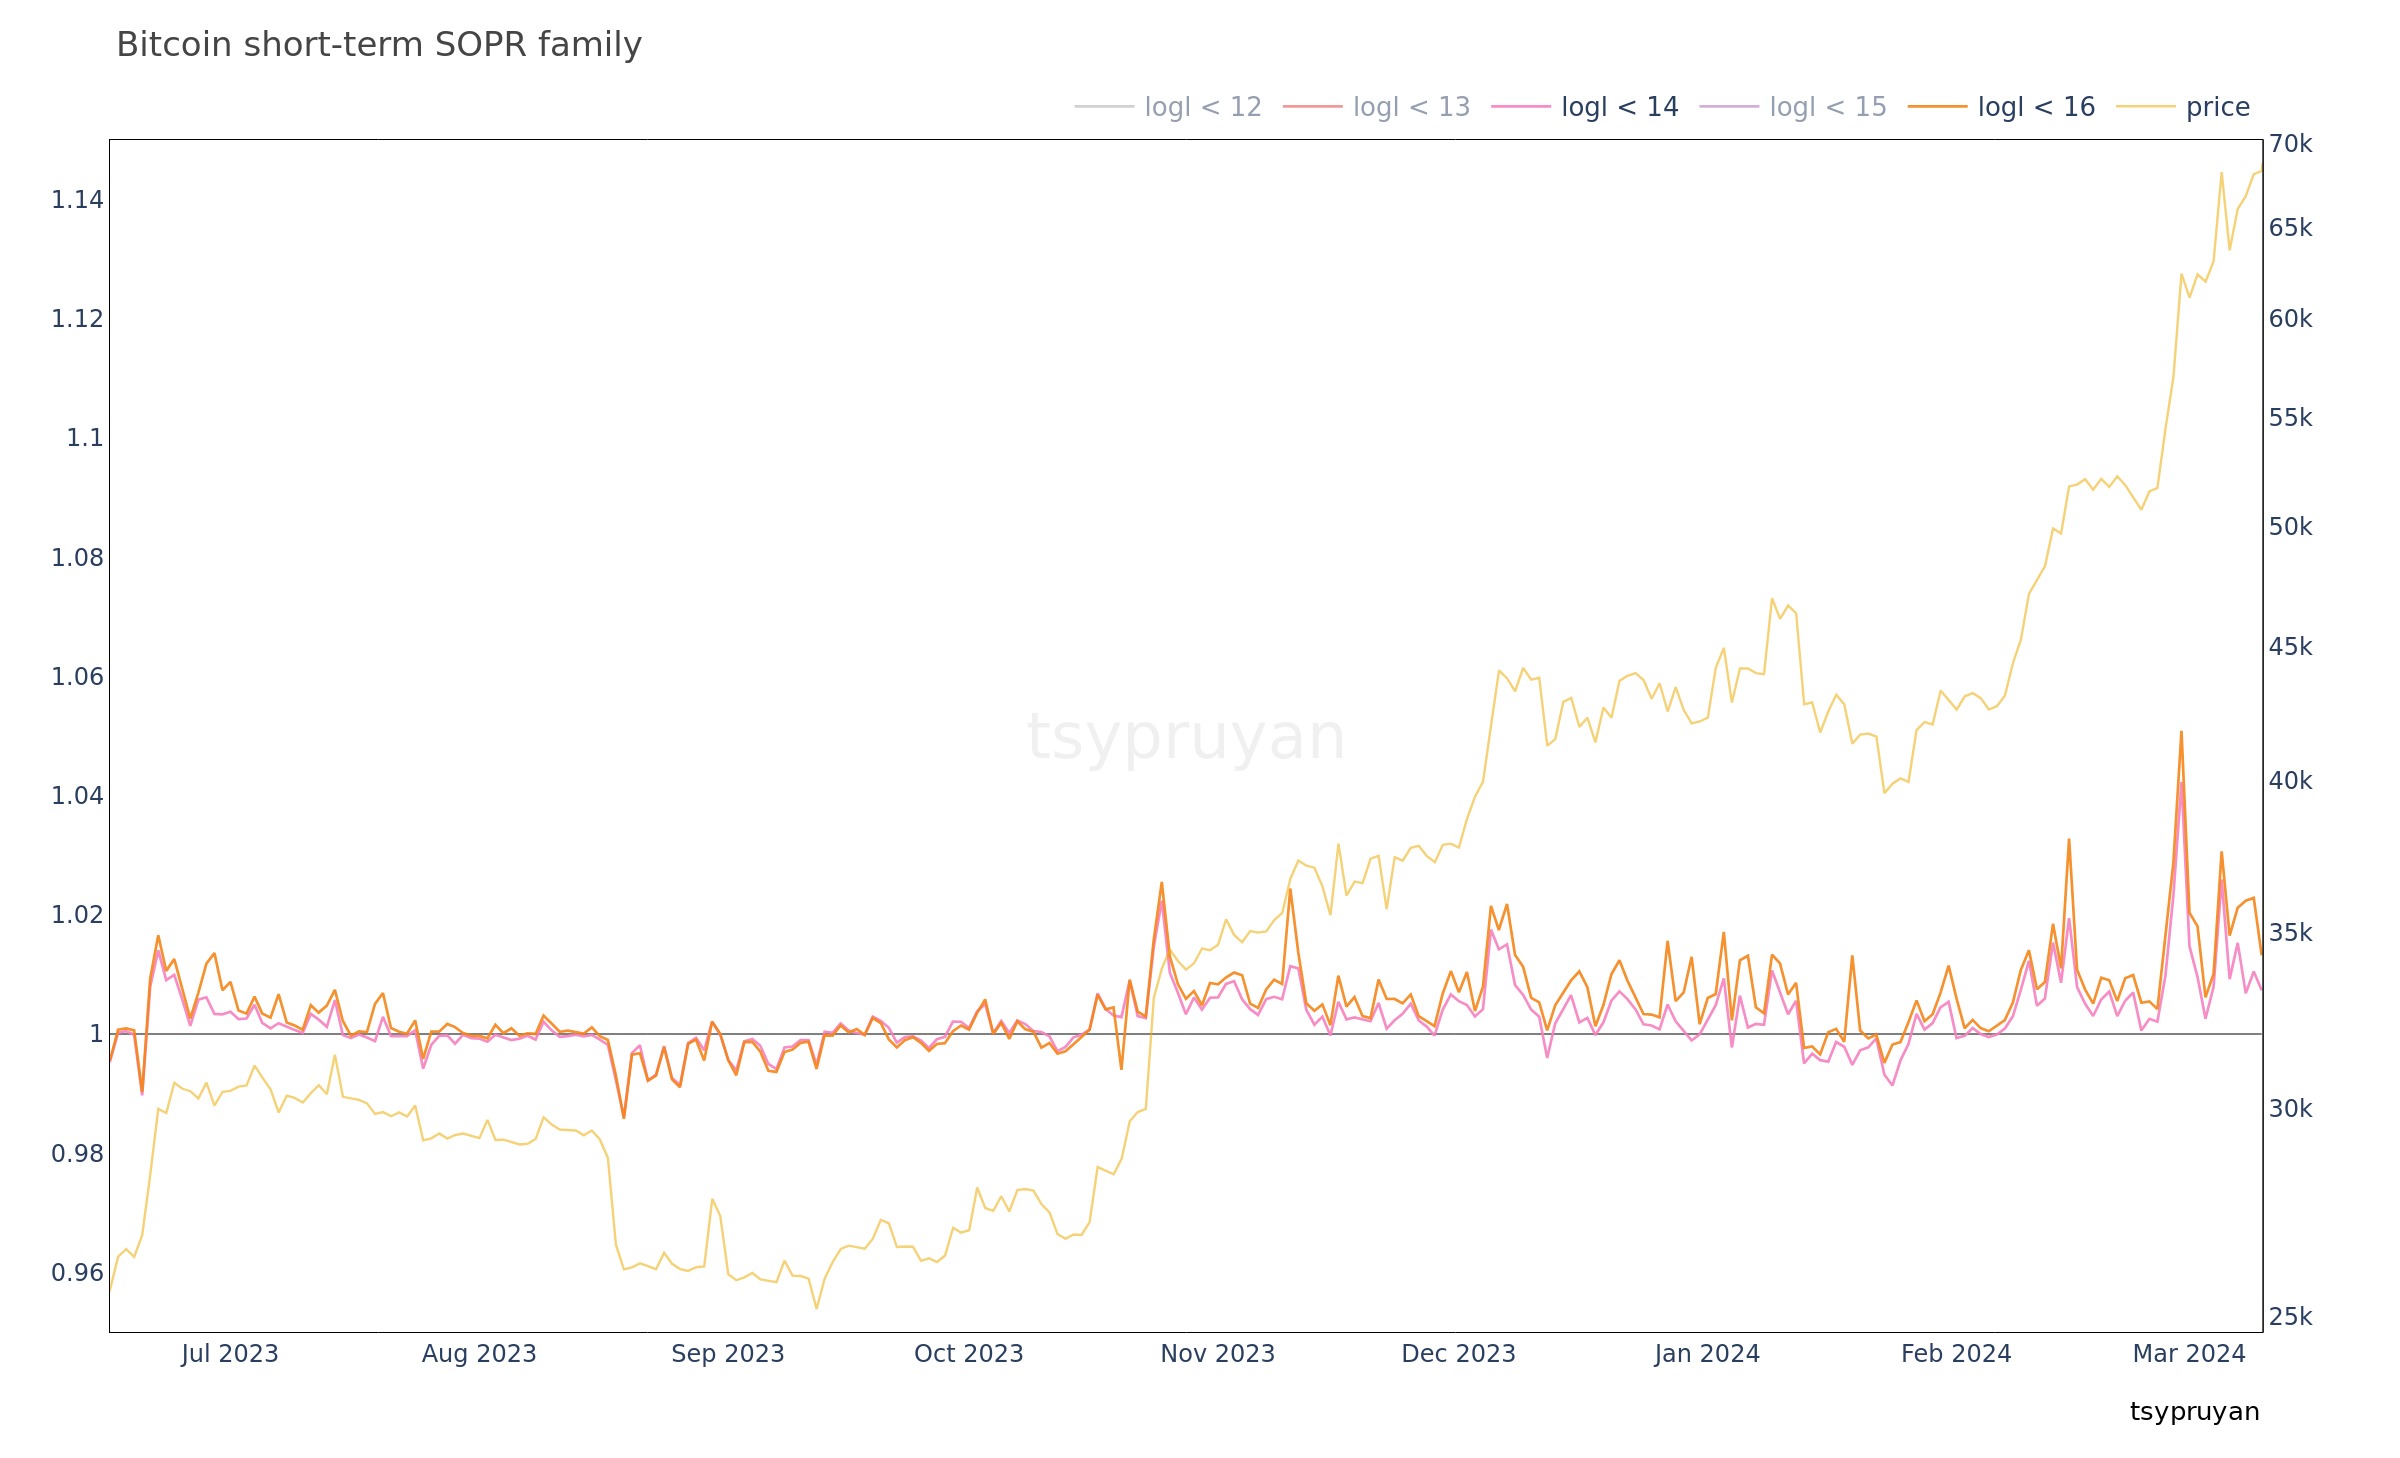 Bitcoin short-term SOPR family
logl < 12 logl < 13 logl < 14 logl < 15 logl < 16 price
1.14
1.12
1.1
1.08
1.06
1.04
1.02
1
0.98
0.96
tsypruyan
70k
65k
60k
55k
50k
45k
40k
35k
30k
25k
Jul 2023 Aug 2023 Sep 2023 Oct 2023 Nov 2023 Dec 2023 Jan 2024 Feb 2024 Mar 2024
tsypruyan